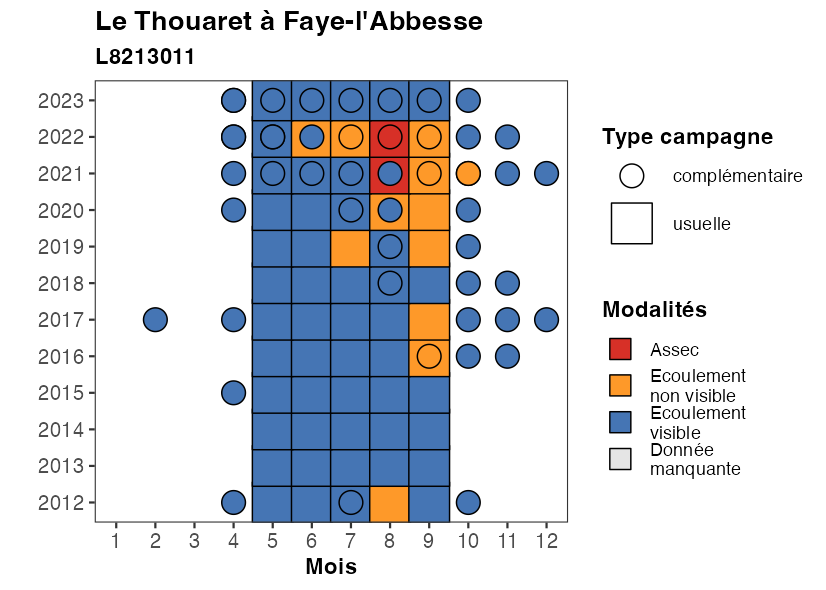 Le Thouaret à Faye-l'Abbesse
L8213011
2023
2022
2021
2020
2019
2018
2017
2016
2015
2014
2013
2012
1 2 3 4 5 6 7 8 9 10 11 12
Mois
Type campagne
complémentaire
usuelle
Modalités
Assec
Ecoulement
non visible
Ecoulement
visible
Donnée
manquante